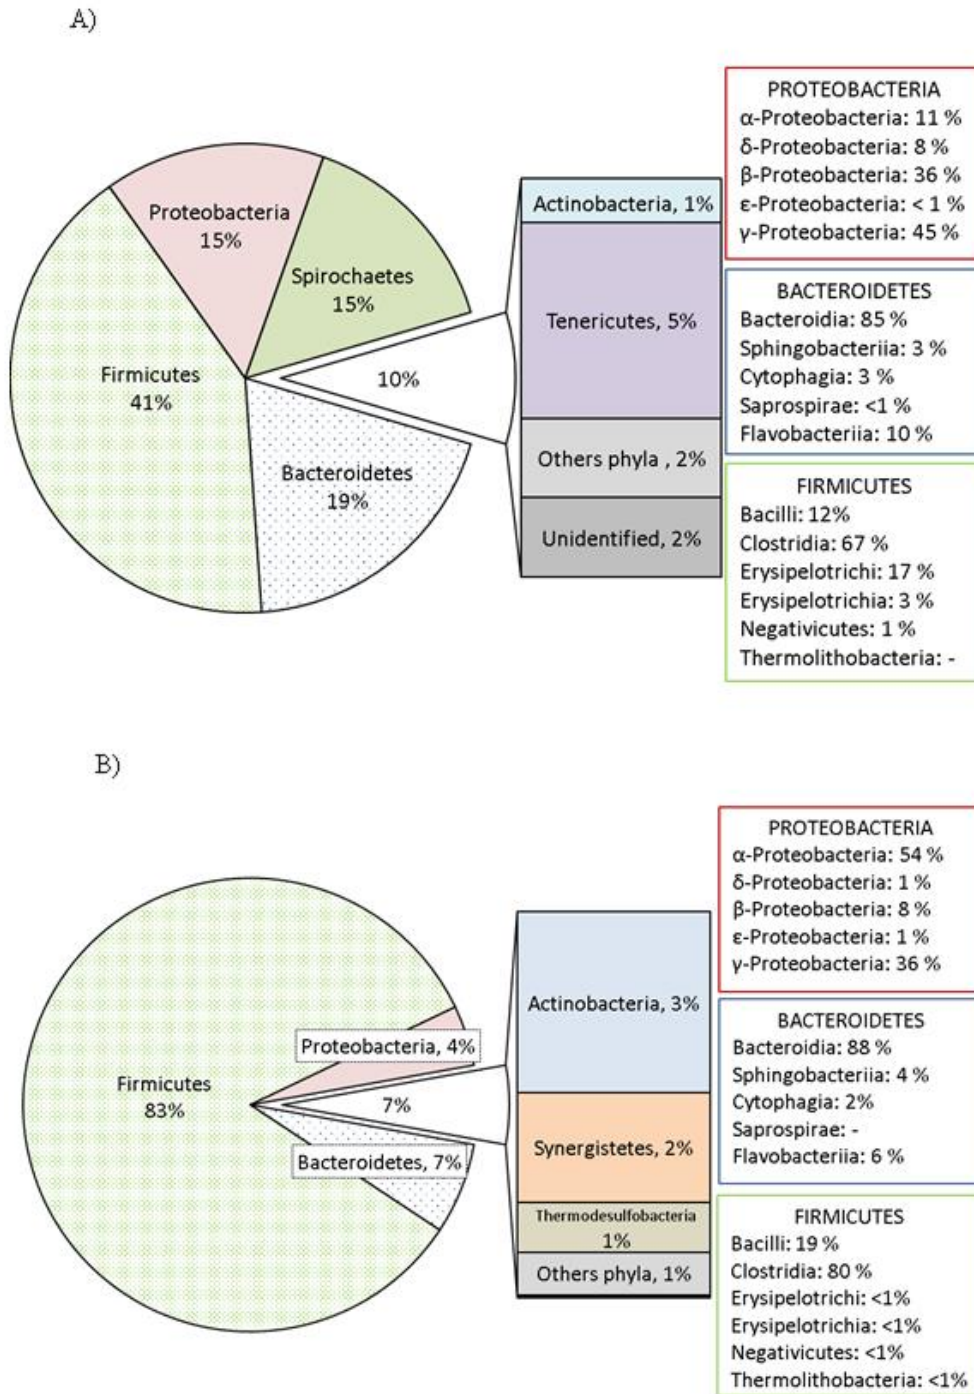 A)
Proteobacteria
15%
Spirochaetes
15%
Firmicutes
41%
10%
Bacteroidetes
19%
Actinobacteria, 1%
Tenericutes, 5%
Others phyla , 2%
Unidentified, 2%
PROTEOBACTERIA
α-Proteobacteria: 11 %
δ-Proteobacteria: 8 %
β-Proteobacteria: 36 %
ε-Proteobacteria: < 1 %
γ-Proteobacteria: 45 %
BACTEROIDETES
Bacteroidia: 85 %
Sphingobacteriia: 3 %
Cytophagia: 3 %
Saprospirae: <1 %
Flavobacteriia: 10 %
FIRMICUTES
Bacilli: 12%
Clostridia: 67 %
Erysipelotrichi: 17 %
Erysipelotrichia: 3 %
Negativicutes: 1 %
Thermolithobacteria: -
B)
Firmicutes
83%
Proteobacteria, 4%
7%
Bacteroidetes, 7%
Actinobacteria, 3%
Synergistetes, 2%
Thermodesulfobacteria
1%
Others phyla, 1%
PROTEOBACTERIA
α-Proteobacteria: 54 %
δ-Proteobacteria: 1 %
β-Proteobacteria: 8 %
ε-Proteobacteria: 1 %
γ-Proteobacteria: 36 %
BACTEROIDETES
Bacteroidia: 88 %
Sphingobacteriia: 4 %
Cytophagia: 2%
Saprospirae: -
Flavobacteriia: 6 %
FIRMICUTES
Bacilli: 19 %
Clostridia: 80 %
Erysipelotrichi: <1%
Erysipelotrichia: <1%
Negativicutes: <1%
Thermolithobacteria: <1%